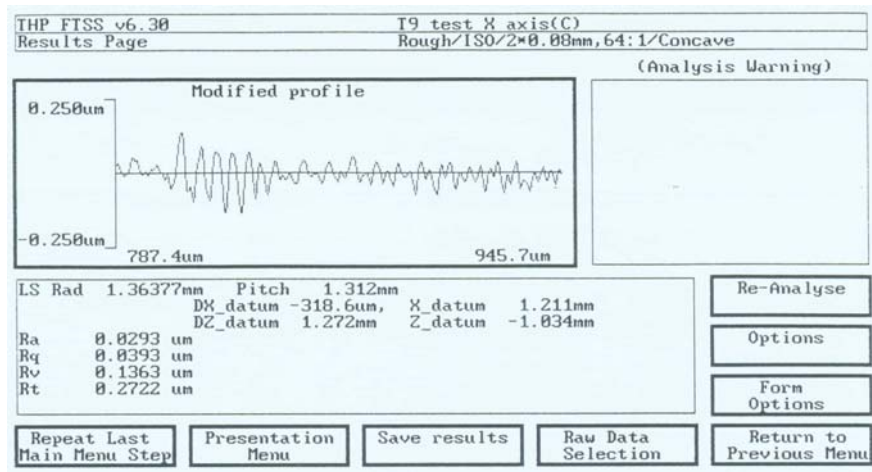 THP FTSS v6.30
T9 test X axis(C)
Results Page
Rough/ISO/2*0.08mm,64:1/Concave
(Analysis Warning)
Modified profile
0.250um
-0.250um
787.4um
945.7um
LS Rad 1.36377mm Pitch 1.312mm
DX_datum -318.6um, X_datum 1.211mm
DZ_datum 1.272mm Z_datum -1.034mm
Ra 0.0293 um
Rq 0.0393 um
Rv 0.1363 um
Rt 0.2722 um
Re-Analyse
Options
Form
Options
Repeat Last
Main Menu Step
Presentation
Menu
Save results
Raw Data
Selection
Return to
Previous Menu